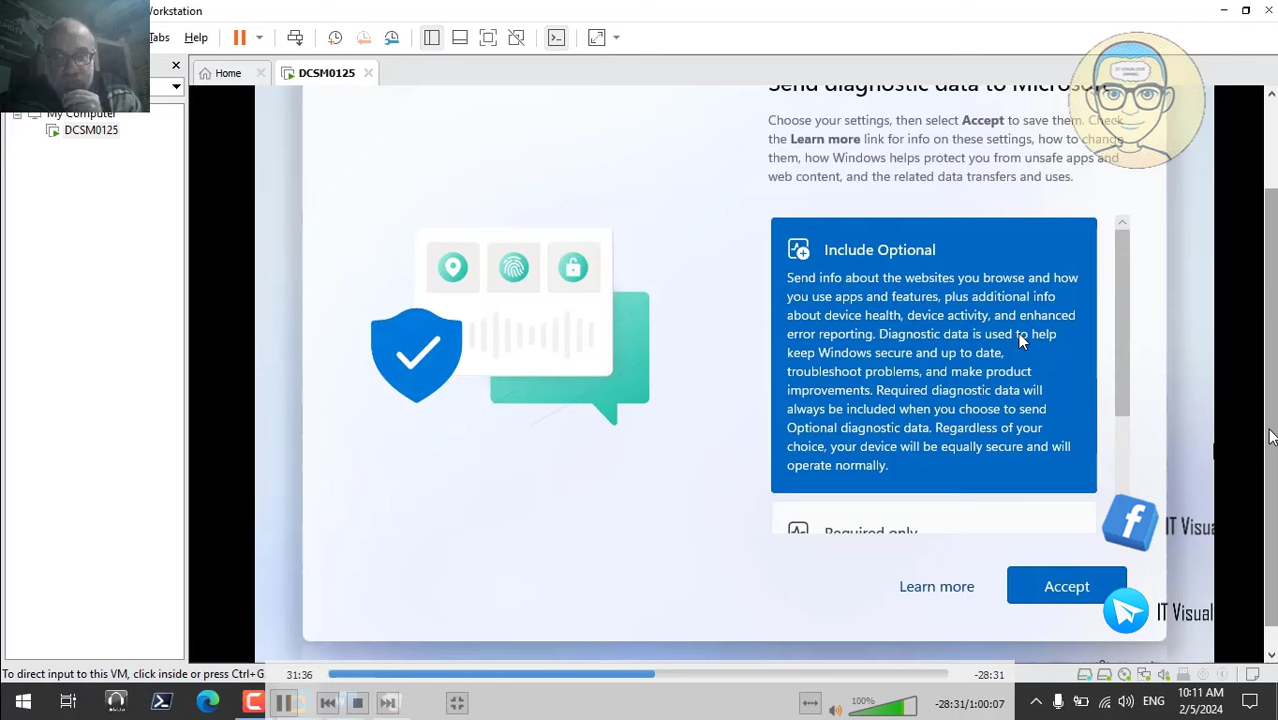 Workstation
Tabs
Help
Home
DCSM0125
My Computer
DCSM0125
Send diagnostic data to Microsoft
Choose your settings, then select Accept to save them. Check
the Learn more link for info on these settings, how to change
them, how Windows helps protect you from unsafe apps and
web content, and the related data transfers and uses.
Include Optional
Send info about the websites you browse and how
you use apps and features, plus additional info
about device health, device activity, and enhanced
error reporting. Diagnostic data is used to help
keep Windows secure and up to date,
troubleshoot problems, and make product
improvements. Required diagnostic data will
always be included when you choose to send
Optional diagnostic data. Regardless of your
choice, your device will be equally secure and will
operate normally.
Required only
IT Visual
Learn more
Accept
IT Visual
To direct input to this VM, click inside or press Ctrl+G
31:36
-28:31
100%
-28:31/1:00:07
ENG
10:11 AM
2/5/2024